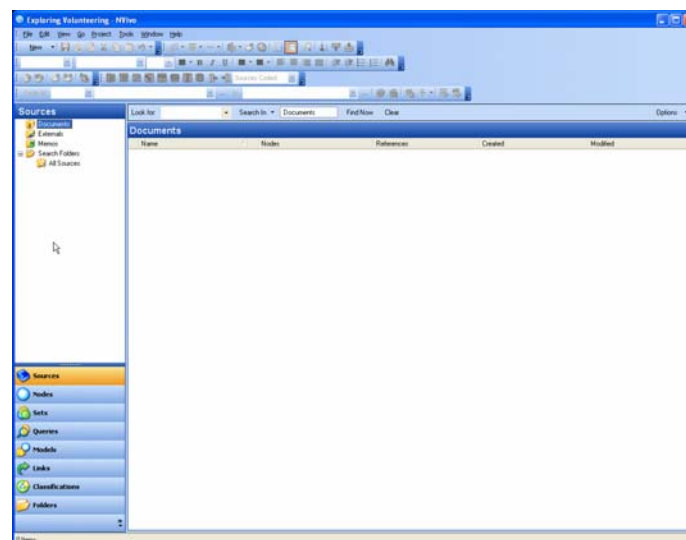 Exploring Volunteering - NVivo
File Edit View Go Project Tools Window Help
New
Sources Coded
Sources
Look for
Search In
Documents
Find Now
Clear
Options
Documents
Externals
Memos
Search Folders
All Sources
Documents
Name Nodes References Created Modified
Sources
Nodes
Sets
Queries
Models
Links
Classifications
Folders